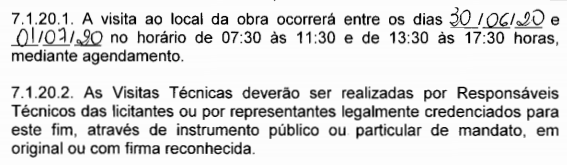 7.1.20.1. A visita ao local da obra ocorrerá entre os dias 30/06/20 e
01/07/20 no horário de 07:30 às 11:30 e de 13:30 às 17:30 horas,
mediante agendamento.
7.1.20.2. As Visitas Técnicas deverão ser realizadas por Responsáveis
Técnicos das licitantes ou por representantes legalmente credenciados para
este fim, através de instrumento público ou particular de mandato, em
original ou com firma reconhecida.